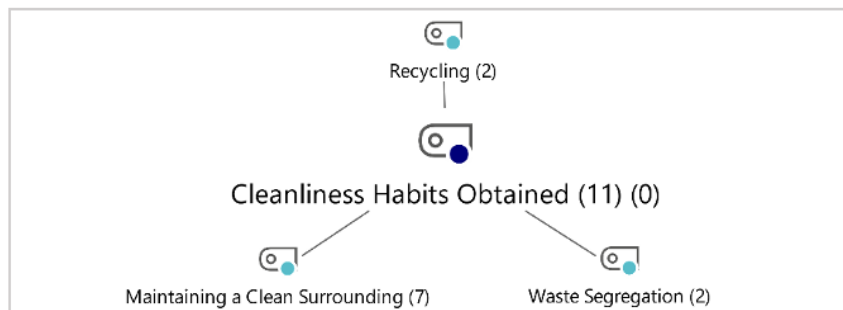 Recycling (2)
Cleanliness Habits Obtained (11) (0)
Maintaining a Clean Surrounding (7)
Waste Segregation (2)